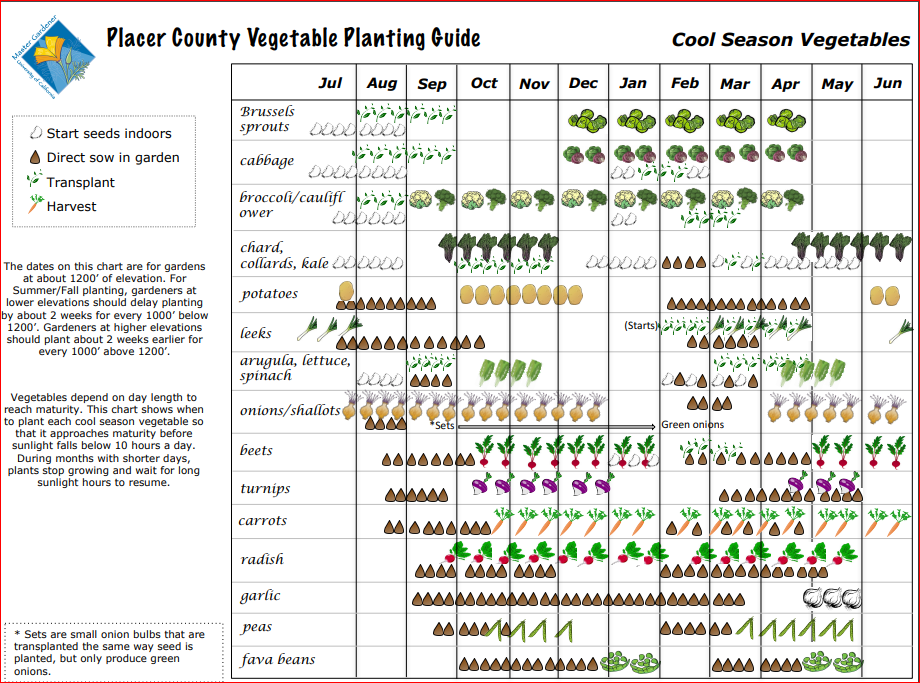 Master Gardener
University of California
Placer County Vegetable Planting Guide
Cool Season Vegetables
Jul Aug Sep Oct Nov Dec Jan Feb Mar Apr May Jun
Start seeds indoors
Direct sow in garden
Transplant
Harvest
The dates on this chart are for gardens
at about 1200’ of elevation. For
Summer/Fall planting, gardeners at
lower elevations should delay planting
by about 2 weeks for every 1000’ below
1200’. Gardeners at higher elevations
should plant about 2 weeks earlier for
every 1000’ above 1200’.
Vegetables depend on day length to
reach maturity. This chart shows when
to plant each cool season vegetable so
that it approaches maturity before
sunlight falls below 10 hours a day.
During months with shorter days,
plants stop growing and wait for long
sunlight hours to resume.
* Sets are small onion bulbs that are
transplanted the same way seed is
planted, but only produce green
onions.
Brussels
sprouts
cabbage
broccoli/caulifl
ower
chard,
collards, kale
potatoes
leeks
(Starts)
arugula, lettuce,
spinach
onions/shallots
*Sets
Green onions
beets
turnips
carrots
radish
garlic
peas
fava beans